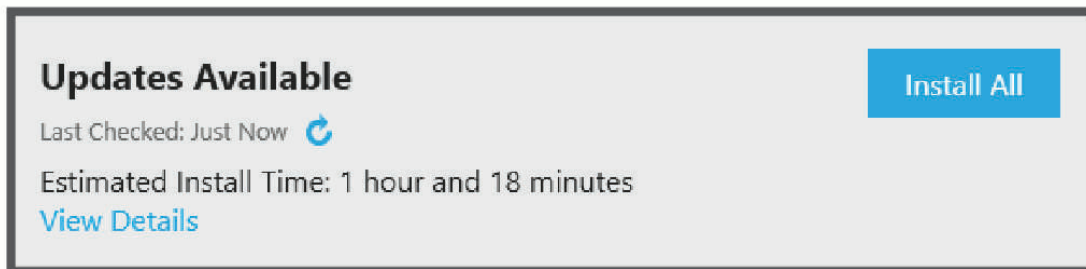 Updates Available
Install All
Last Checked: Just Now
Estimated Install Time: 1 hour and 18 minutes
View Details